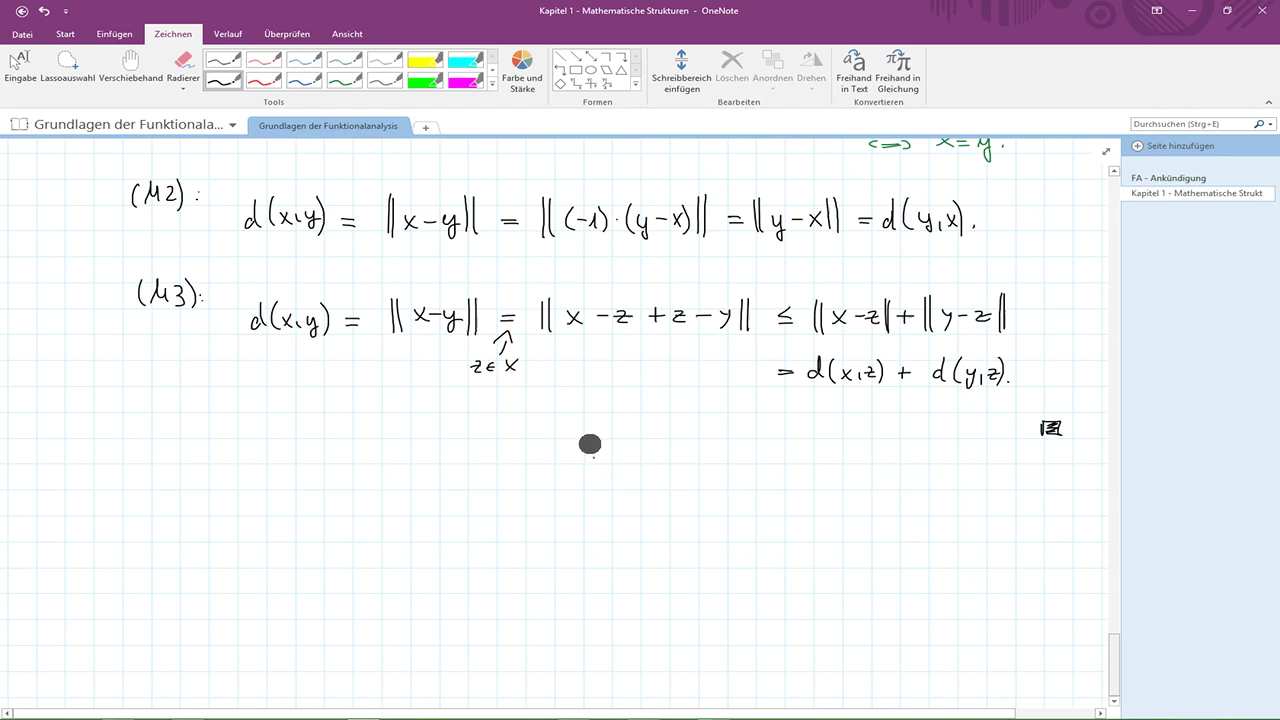 Kapitel 1 - Mathematische Strukturen - OneNote
Datei Start Einfügen Zeichnen Verlauf Überprüfen Ansicht
Eingabe Lassoauswahl Verschiebehand Radierer Farbe und Stärke Schreibbereich einfügen Löschen Anordnen Drehen Freihand in Text Freihand in Gleichung
Tools Formen Bearbeiten Konvertieren
Grundlagen der Funktionala... Grundlagen der Funktionalanalysis Durchsuchen (Strg+E)
Seite hinzufügen
FA - Ankündigung
Kapitel 1 - Mathematische Strukt
<=> x = y.
(M2): d(x,y) = ||x-y|| = ||(-1)·(y-x)|| = ||y-x|| = d(y,x).
(M3): d(x,y) = ||x-y|| = ||x-z+z-y|| ≤ ||x-z|+||y-z||
z∈X
= d(x,z) + d(y,z).